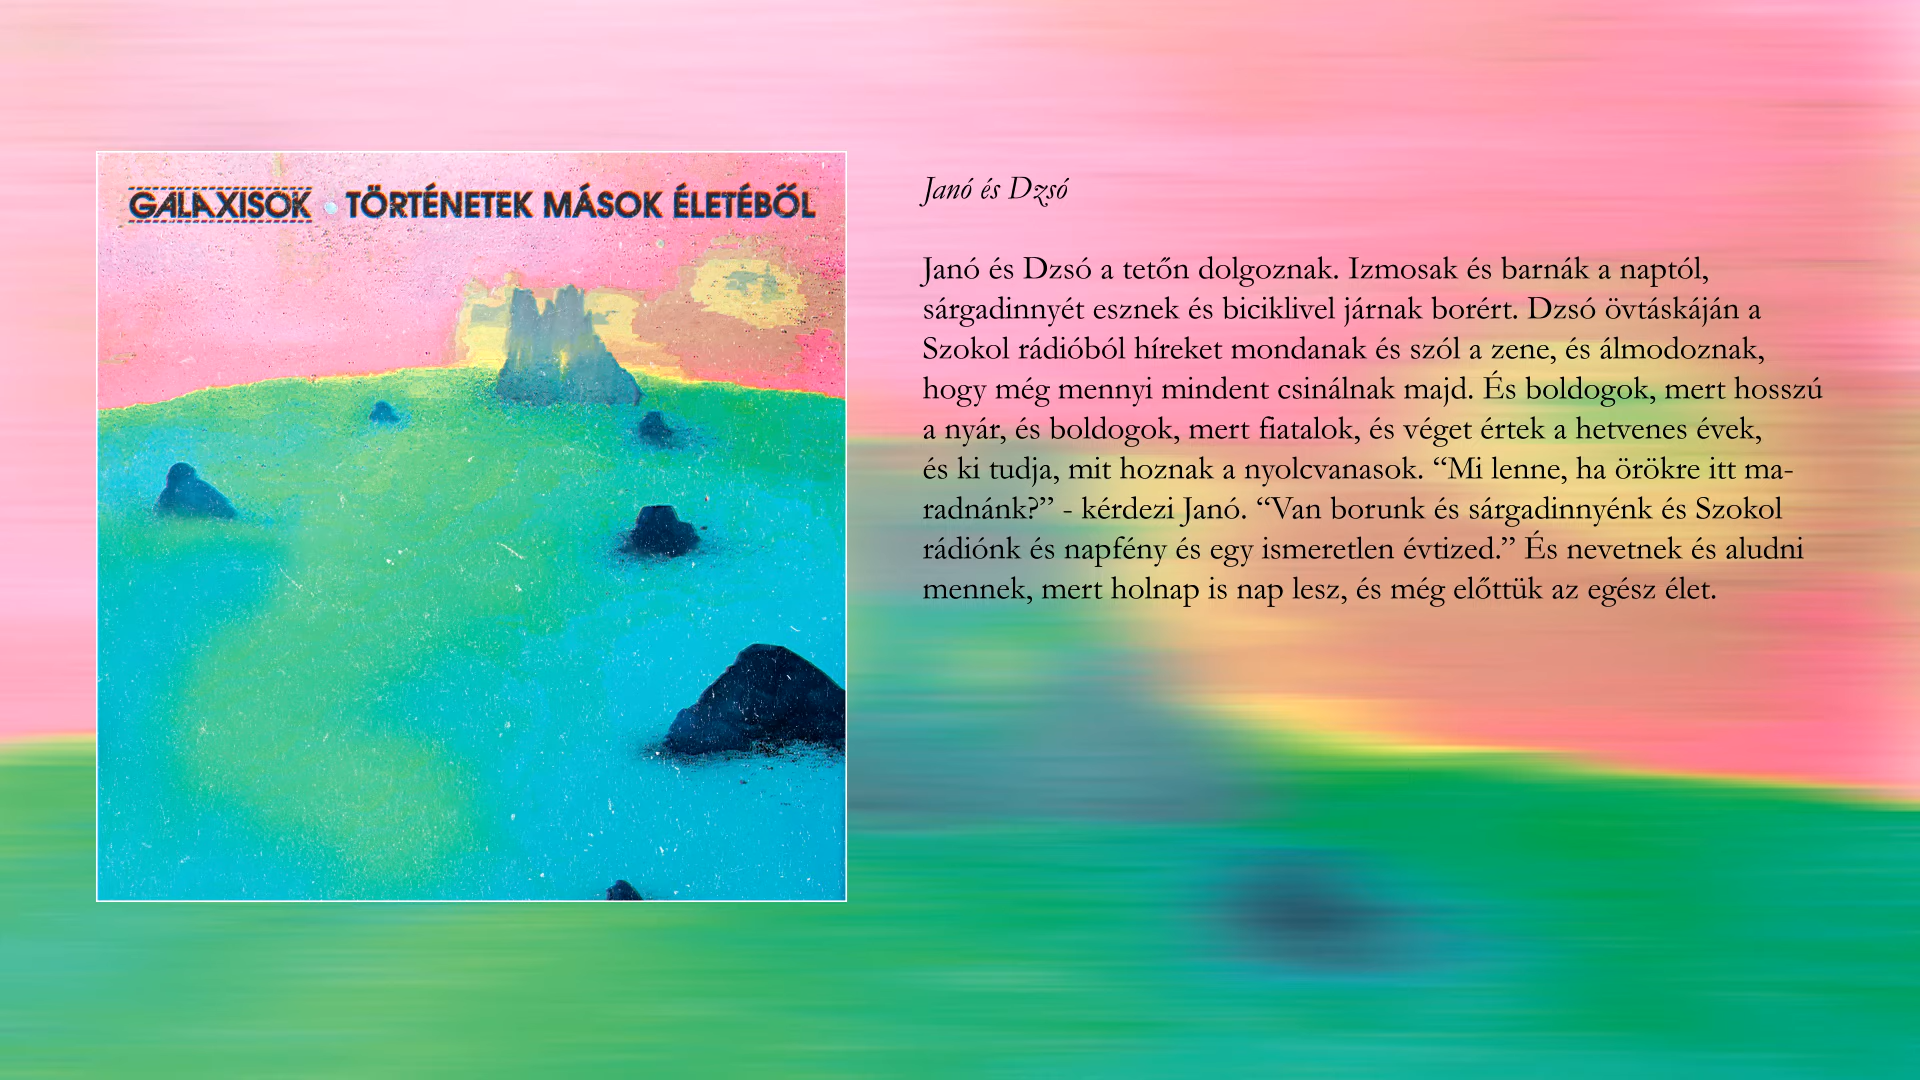 GALAXISOK • TÖRTÉNETEK MÁSOK ÉLETÉBŐL
Janó és Dzsó
Janó és Dzsó a tetőn dolgoznak. Izmosak és barnák a naptól,
sárgadinnyét esznek és biciklivel járnak borért. Dzsó övtáskáján a
Szokol rádióból híreket mondanak és szól a zene, és álmodoznak,
hogy még mennyi mindent csinálnak majd. És boldogok, mert hosszú
a nyár, és boldogok, mert fiatalok, és véget értek a hetvenes évek,
és ki tudja, mit hoznak a nyolcvanasok. “Mi lenne, ha örökre itt ma-
radnánk?” - kérdezi Janó. “Van borunk és sárgadinnyénk és Szokol
rádiónk és napfény és egy ismeretlen évtized.” És nevetnek és aludni
mennek, mert holnap is nap lesz, és még előttük az egész élet.